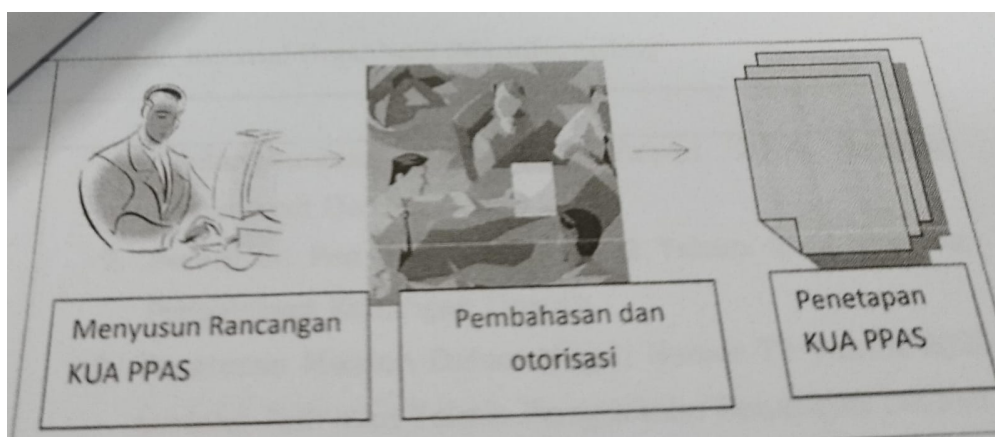 Menyusun Rancangan
KUA PPAS
Pembahasan dan
otorisasi
Penetapan
KUA PPAS